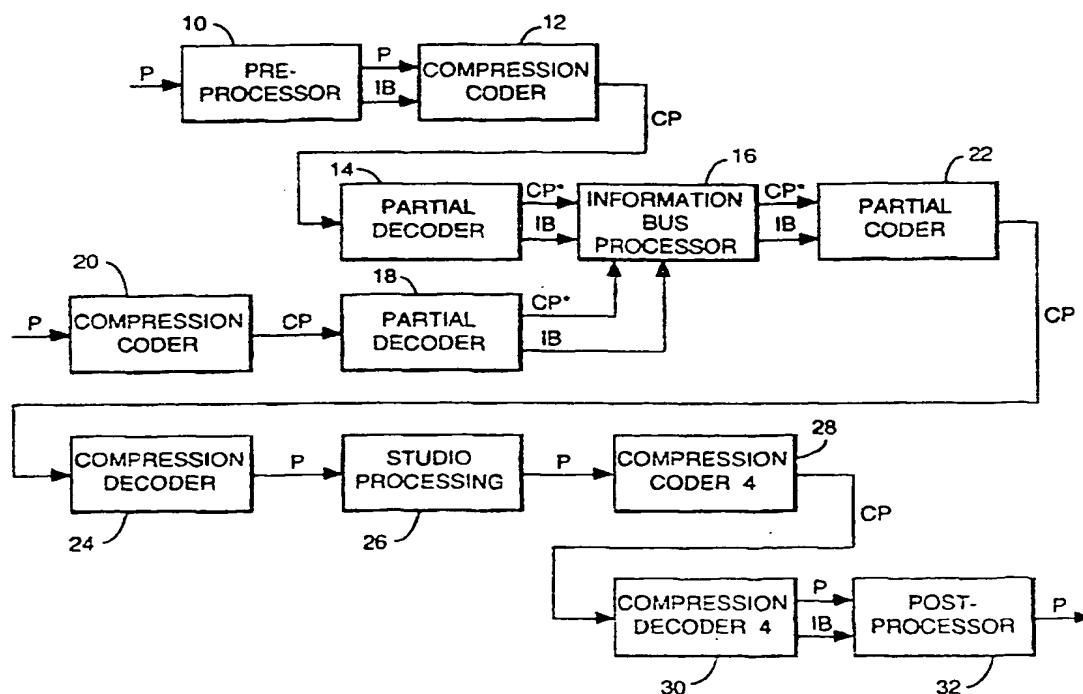 10
12
P
PRE-
PROCESSOR
P
IB
COMPRESSION
CODER
CP
14
16
22
PARTIAL
DECODER
CP*
IB
INFORMATION
BUS
PROCESSOR
CP*
IB
PARTIAL
CODER
20
18
P
COMPRESSION
CODER
CP
PARTIAL
DECODER
CP*
IB
CP
28
COMPRESSION
DECODER
P
STUDIO
PROCESSING
P
COMPRESSION
CODER 4
24
26
CP
COMPRESSION
DECODER 4
P
IB
POST-
PROCESSOR
P
30
32